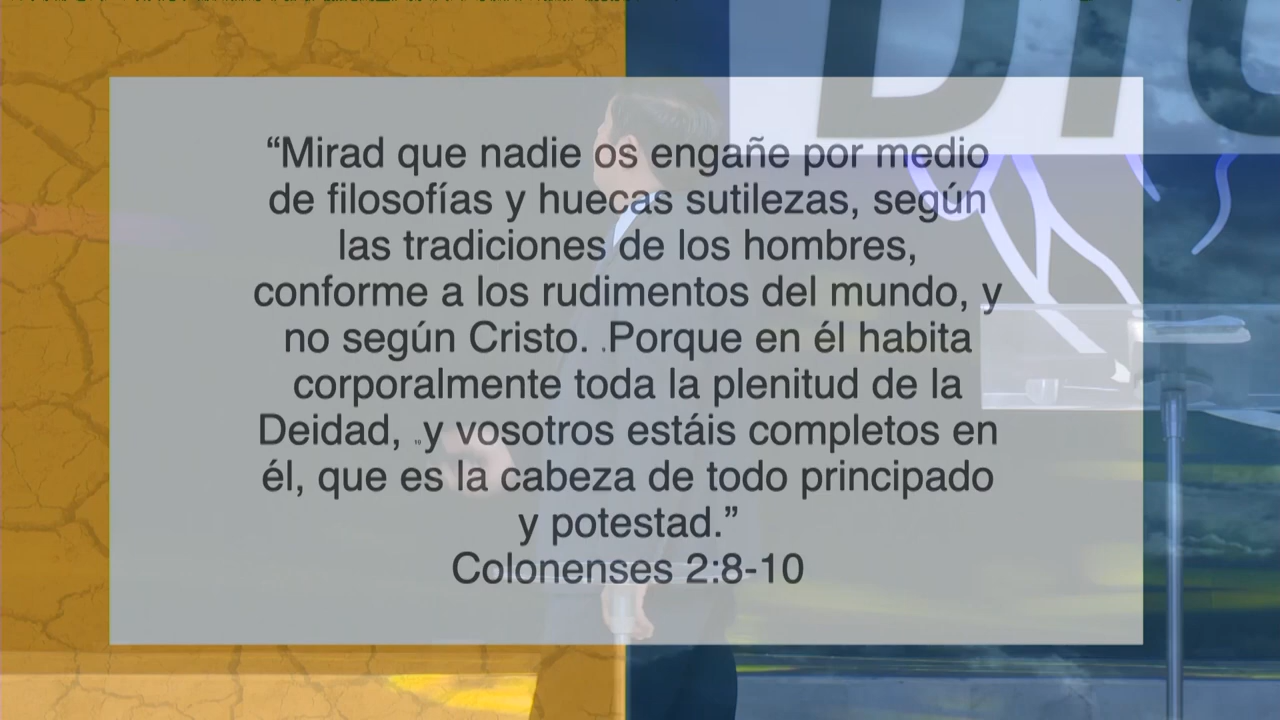 DIO
“Mirad que nadie os engañe por medio
de filosofías y huecas sutilezas, según
las tradiciones de los hombres,
conforme a los rudimentos del mundo, y
no según Cristo. .Porque en él habita
corporalmente toda la plenitud de la
Deidad, y vosotros estáis completos en
él, que es la cabeza de todo principado
y potestad.”
Colonenses 2:8-10